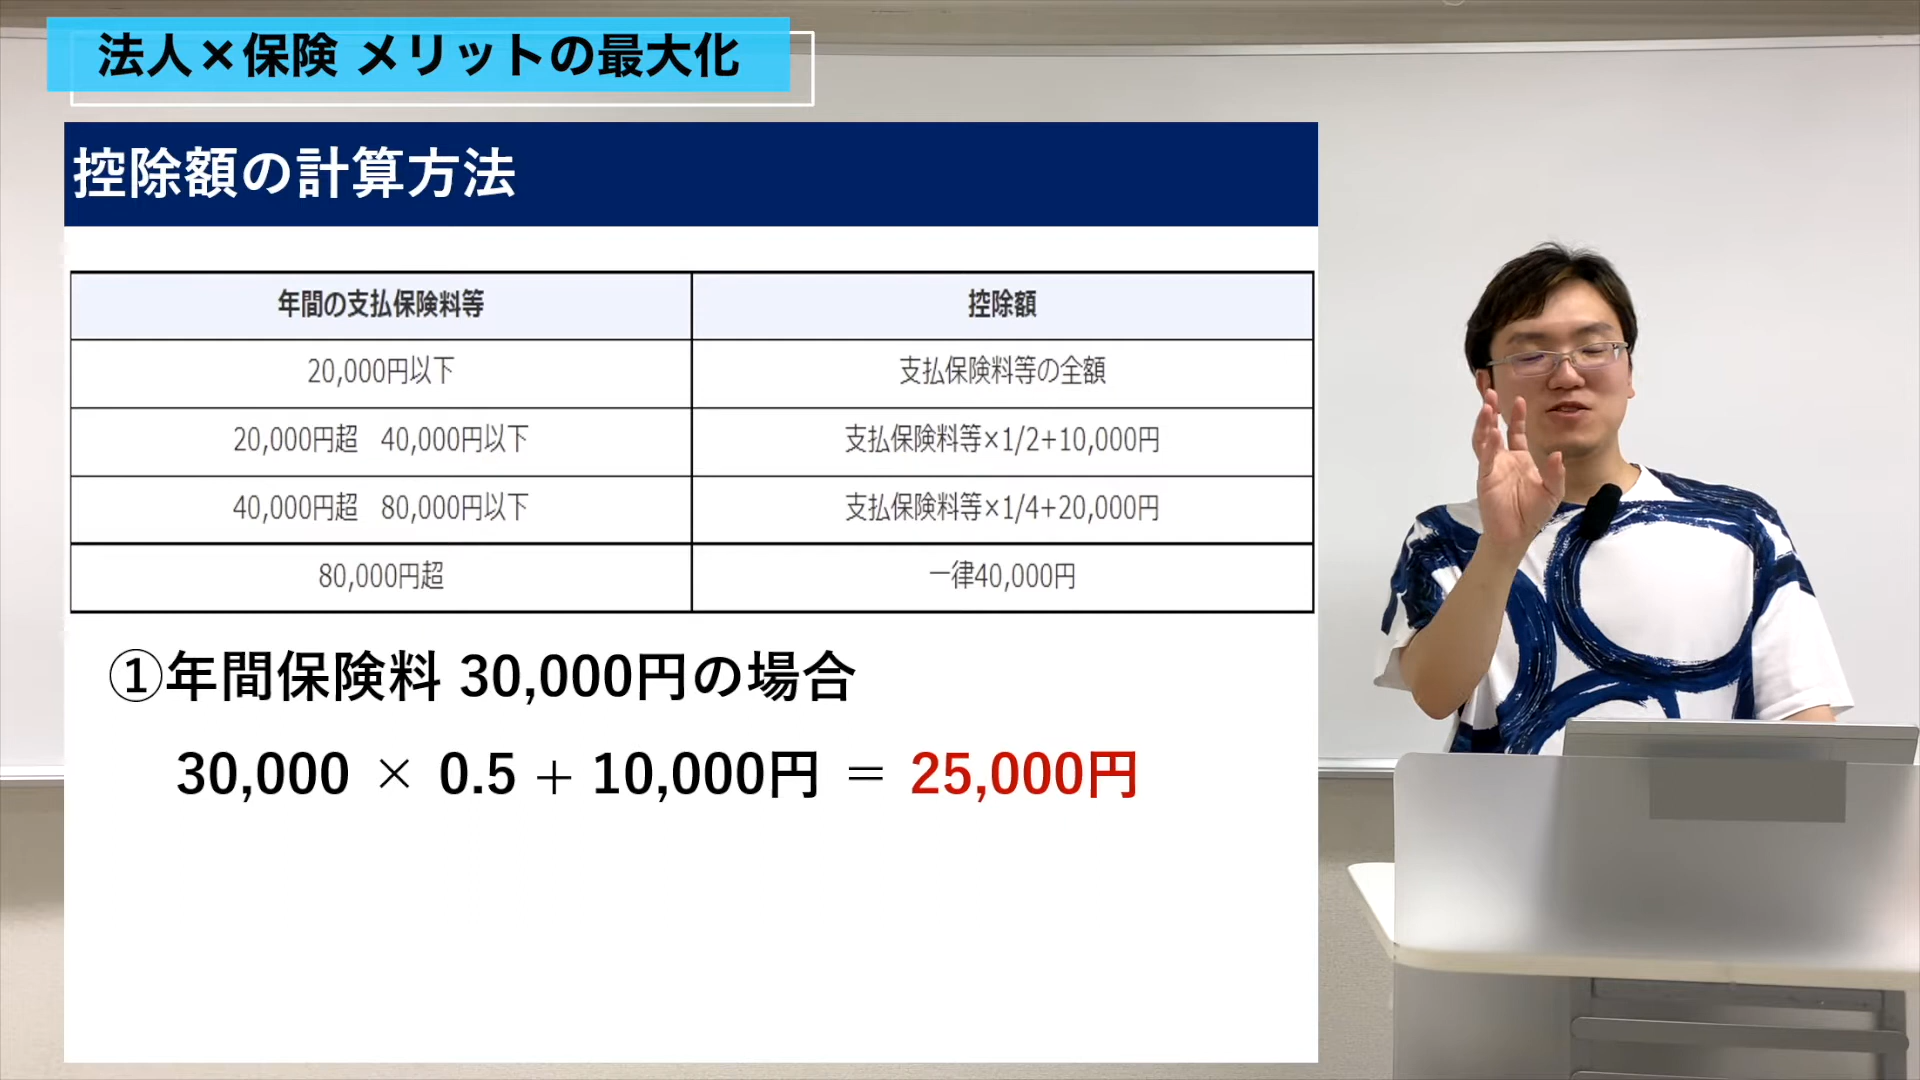 法人×保険 メリットの最大化
控除額の計算方法
年間の支払保険料等 控除額
20,000円以下 支払保険料等の全額
20,000円超 40,000円以下 支払保険料等×1/2+10,000円
40,000円超 80,000円以下 支払保険料等×1/4+20,000円
80,000円超 一律40,000円
①年間保険料 30,000円の場合
30,000 × 0.5 + 10,000円 = 25,000円